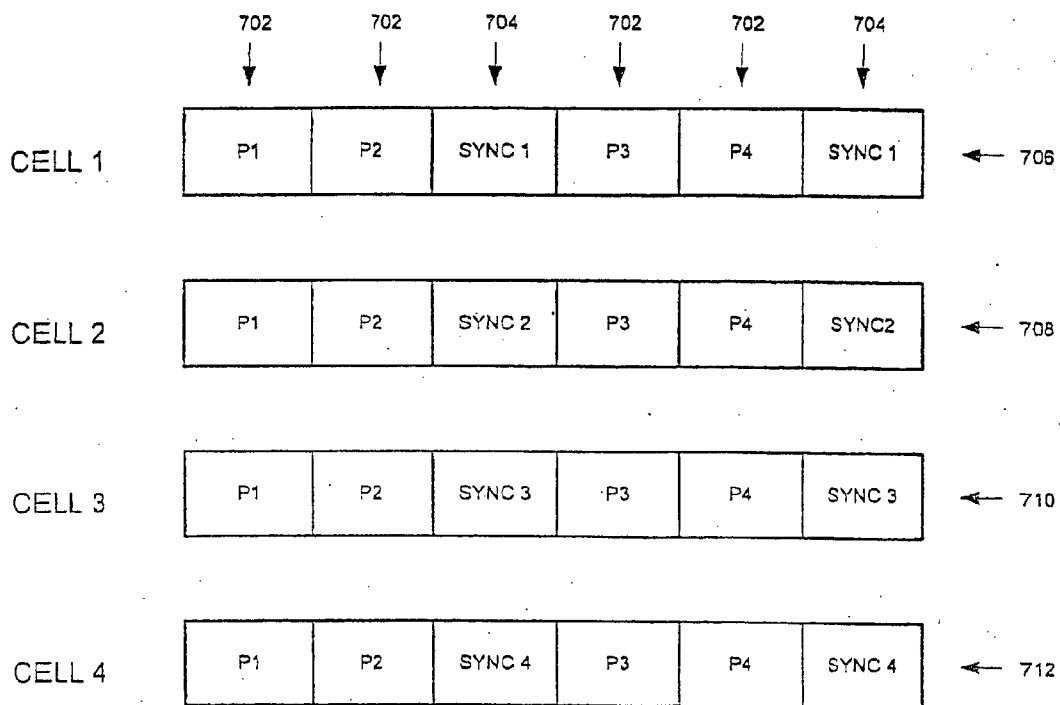 702 702 704 702 702 704
CELL 1 P1 P2 SYNC 1 P3 P4 SYNC 1 706
CELL 2 P1 P2 SYNC 2 P3 P4 SYNC2 708
CELL 3 P1 P2 SYNC 3 P3 P4 SYNC 3 710
CELL 4 P1 P2 SYNC 4 P3 P4 SYNC 4 712